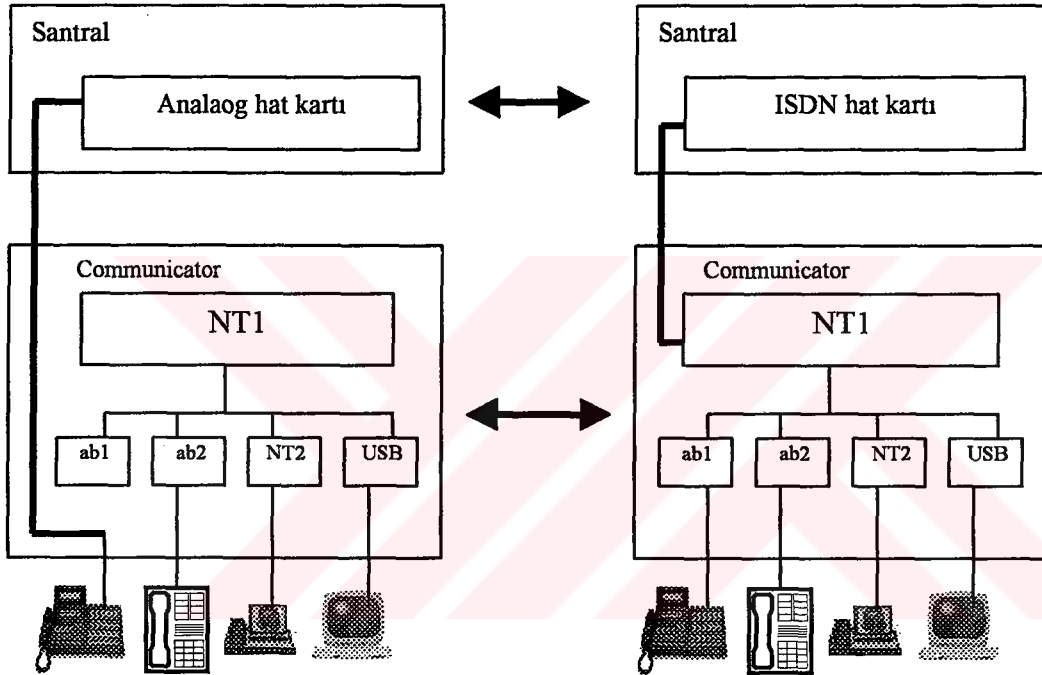 Santral
Analaog hat kartı
Communicator
NT1
ab1
ab2
NT2
USB
Santral
ISDN hat kartı
Communicator
NT1
ab1
ab2
NT2
USB